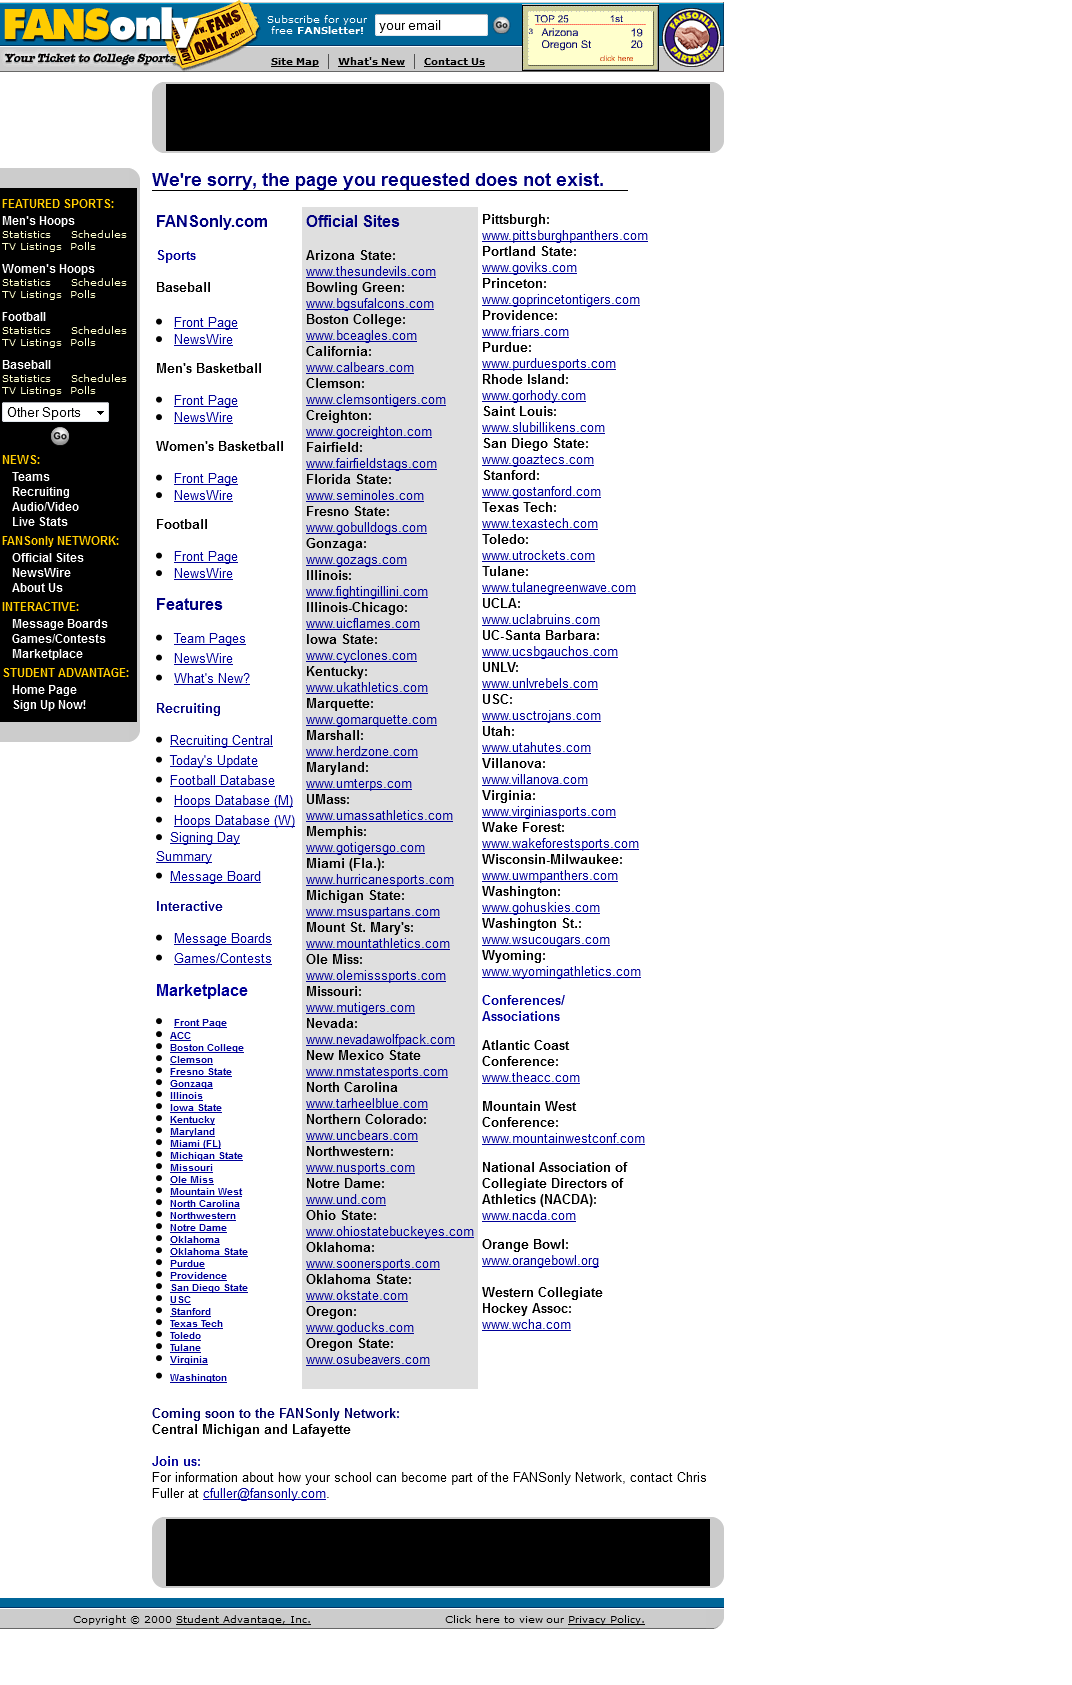 FANSonly
www.FANS
ONLY.com
Your Ticket to College Sports
Subscribe for your
free FANSletter!
your email
Go
Site Map
What's New
Contact Us
TOP 25 1st
3 Arizona 19
Oregon St 20
click here
FANSONLY
PARTNERS
We're sorry, the page you requested does not exist.
FEATURED SPORTS:
Men's Hoops
Statistics Schedules
TV Listings Polls
Women's Hoops
Statistics Schedules
TV Listings Polls
Football
Statistics Schedules
TV Listings Polls
Baseball
Statistics Schedules
TV Listings Polls
Other Sports
Go
NEWS:
Teams
Recruiting
Audio/Video
Live Stats
FANSonly NETWORK:
Official Sites
NewsWire
About Us
INTERACTIVE:
Message Boards
Games/Contests
Marketplace
STUDENT ADVANTAGE:
Home Page
Sign Up Now!
FANSonly.com
Sports
Baseball
Front Page
NewsWire
Men's Basketball
Front Page
NewsWire
Women's Basketball
Front Page
NewsWire
Football
Front Page
NewsWire
Features
Team Pages
NewsWire
What's New?
Recruiting
Recruiting Central
Today's Update
Football Database
Hoops Database (M)
Hoops Database (W)
Signing Day
Summary
Message Board
Interactive
Message Boards
Games/Contests
Marketplace
Front Page
ACC
Boston College
Clemson
Fresno State
Gonzaga
Illinois
Iowa State
Kentucky
Maryland
Miami (FL)
Michigan State
Missouri
Ole Miss
Mountain West
North Carolina
Northwestern
Notre Dame
Oklahoma
Oklahoma State
Purdue
Providence
San Diego State
USC
Stanford
Texas Tech
Toledo
Tulane
Virginia
Washington
Official Sites
Arizona State:
www.thesundevils.com
Bowling Green:
www.bgsufalcons.com
Boston College:
www.bceagles.com
California:
www.calbears.com
Clemson:
www.clemsontigers.com
Creighton:
www.gocreighton.com
Fairfield:
www.fairfieldstags.com
Florida State:
www.seminoles.com
Fresno State:
www.gobulldogs.com
Gonzaga:
www.gozags.com
Illinois:
www.fightingillini.com
Illinois-Chicago:
www.uicflames.com
Iowa State:
www.cyclones.com
Kentucky:
www.ukathletics.com
Marquette:
www.gomarquette.com
Marshall:
www.herdzone.com
Maryland:
www.umterps.com
UMass:
www.umassathletics.com
Memphis:
www.gotigersgo.com
Miami (Fla.):
www.hurricanesports.com
Michigan State:
www.msuspartans.com
Mount St. Mary's:
www.mountathletics.com
Ole Miss:
www.olemisssports.com
Missouri:
www.mutigers.com
Nevada:
www.nevadawolfpack.com
New Mexico State
www.nmstatesports.com
North Carolina
www.tarheelblue.com
Northern Colorado:
www.uncbears.com
Northwestern:
www.nusports.com
Notre Dame:
www.und.com
Ohio State:
www.ohiostatebuckeyes.com
Oklahoma:
www.soonersports.com
Oklahoma State:
www.okstate.com
Oregon:
www.goducks.com
Oregon State:
www.osubeavers.com
Pittsburgh:
www.pittsburghpanthers.com
Portland State:
www.goviks.com
Princeton:
www.goprincetontigers.com
Providence:
www.friars.com
Purdue:
www.purduesports.com
Rhode Island:
www.gorhody.com
Saint Louis:
www.slubillikens.com
San Diego State:
www.goaztecs.com
Stanford:
www.gostanford.com
Texas Tech:
www.texastech.com
Toledo:
www.utrockets.com
Tulane:
www.tulanegreenwave.com
UCLA:
www.uclabruins.com
UC-Santa Barbara:
www.ucsbgauchos.com
UNLV:
www.unlvrebels.com
USC:
www.usctrojans.com
Utah:
www.utahutes.com
Villanova:
www.villanova.com
Virginia:
www.virginiasports.com
Wake Forest:
www.wakeforestsports.com
Wisconsin-Milwaukee:
www.uwmpanthers.com
Washington:
www.gohuskies.com
Washington St.:
www.wsucougars.com
Wyoming:
www.wyomingathletics.com
Conferences/
Associations
Atlantic Coast
Conference:
www.theacc.com
Mountain West
Conference:
www.mountainwestconf.com
National Association of
Collegiate Directors of
Athletics (NACDA):
www.nacda.com
Orange Bowl:
www.orangebowl.org
Western Collegiate
Hockey Assoc:
www.wcha.com
Coming soon to the FANSonly Network:
Central Michigan and Lafayette
Join us:
For information about how your school can become part of the FANSonly Network, contact Chris
Fuller at cfuller@fansonly.com.
Copyright © 2000 Student Advantage, Inc.
Click here to view our Privacy Policy.